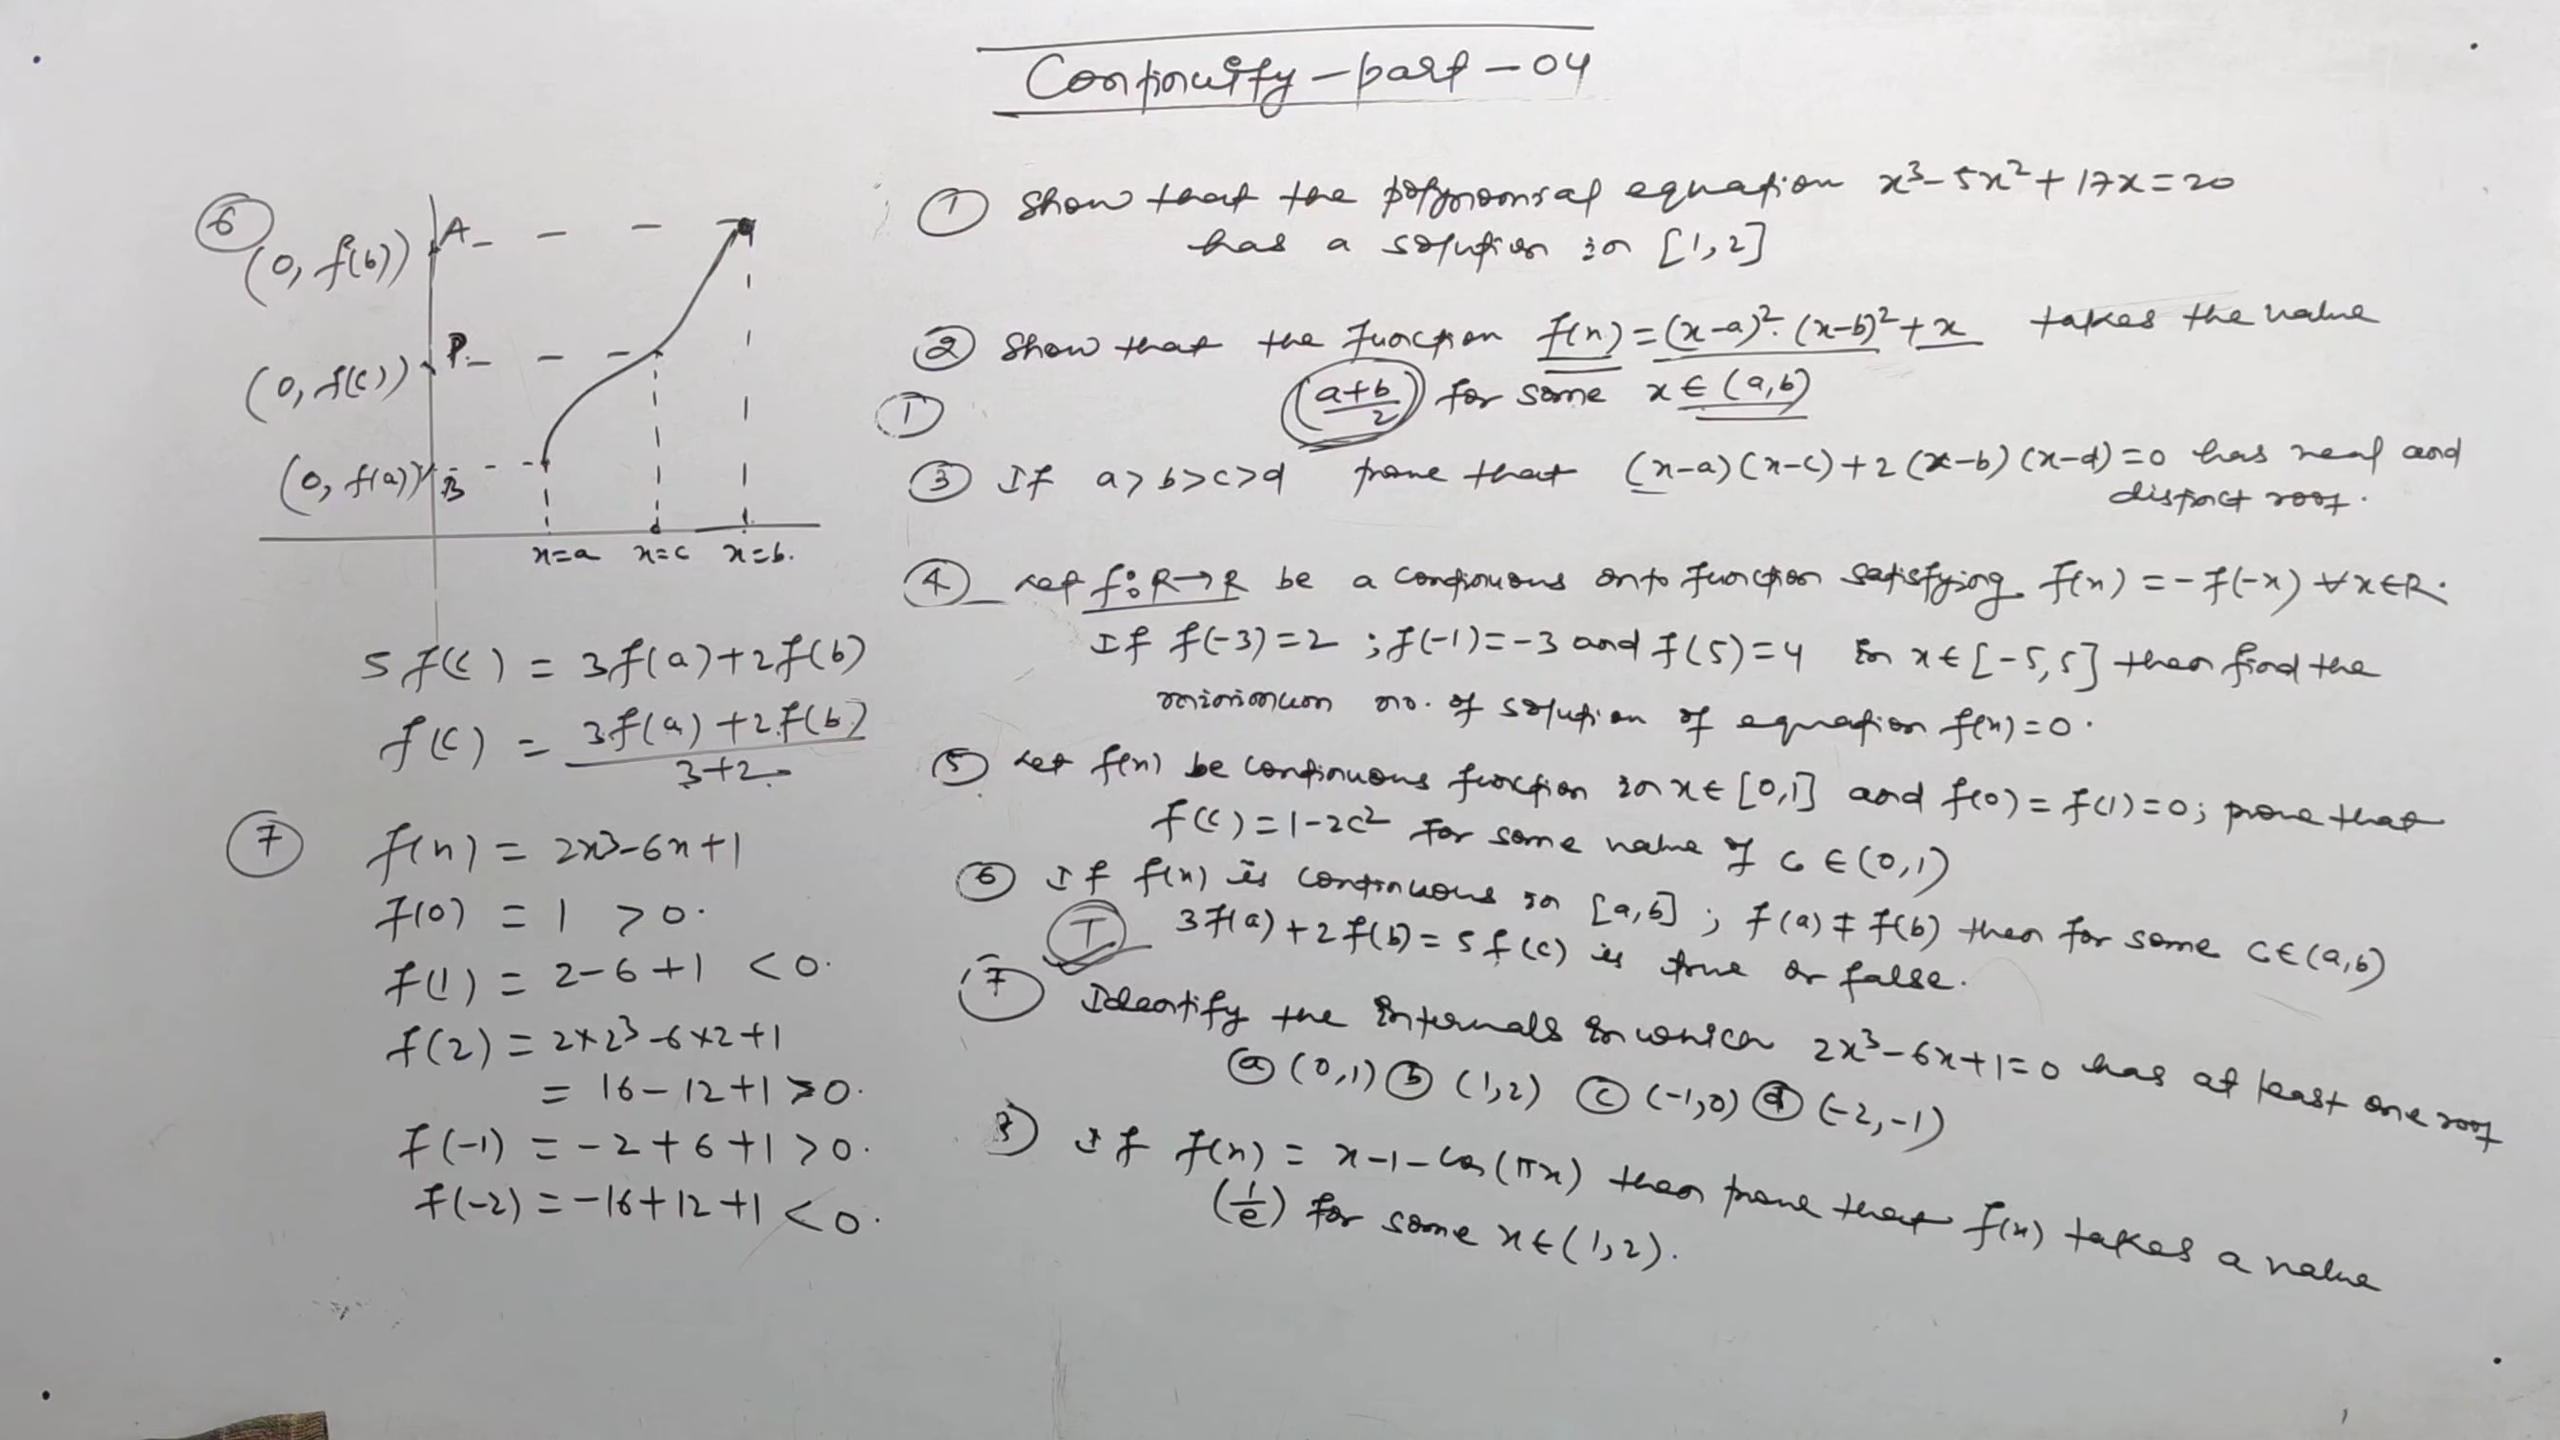 Continuity - part - 04
① Show that the polynomial equation x³-5x²+17x=20
has a solution in [1,2]
② Show that the function f(x) = (x-a)².(x-b)²+x takes the value
(a+b)/2 for some x ∈ (a,b)
①
③ If a>b>c>d prove that (x-a)(x-c)+2(x-b)(x-d)=0 has real and
distinct root.
④ Let f: R→R be a continuous onto function satisfying f(x) = -f(-x) ∀x∈R.
If f(-3)=2 ; f(-1)=-3 and f(5)=4 in x∈[-5,5] then find the
minimum no. of solution of equation f(x)=0.
⑤ Let f(x) be continuous function in x∈[0,1] and f(0)=f(1)=0; prove that
f(c)=1-2c² for some value of c ∈(0,1)
⑥ If f(x) is continuous in [a,b] ; f(a) ≠ f(b) then for some c∈(a,b)
T 3f(a)+2f(b)=5f(c) is true or false.
⑦ Identify the intervals in which 2x³-6x+1=0 has at least one root
ⓐ (0,1) ⓑ (1,2) ⓒ (-1,0) ⓓ (-2,-1)
8) If f(x) = x-1-cos(πx) then prove that f(x) takes a value
(1/e) for some x∈(1,2).
⑥
(0, f(b)) A
(0, f(c)) P
(0, f(a)) B
x=a x=c x=b.
5f(c) = 3f(a)+2f(b)
f(c) = 3f(a)+2f(b)
3+2
⑦ f(x) = 2x³-6x+1
f(0) = 1 >0.
f(1) = 2-6+1 <0.
f(2) = 2×2³-6×2+1
= 16-12+1 >0.
f(-1) = -2+6+1 >0.
f(-2) = -16+12+1 <0.